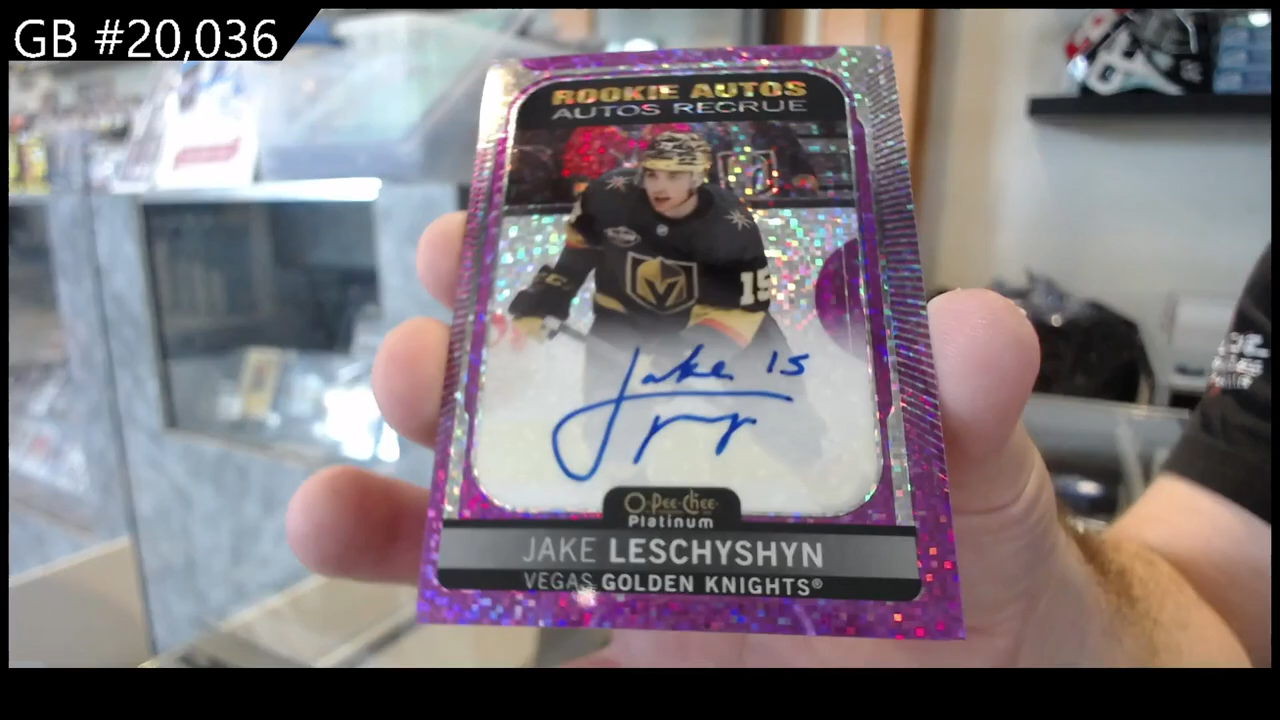 GB #20,036
ROOKIE AUTOS
AUTOS RECRUE
15
Jake 15
O-Pee-Chee
Platinum
JAKE LESCHYSHYN
VEGAS GOLDEN KNIGHTS®